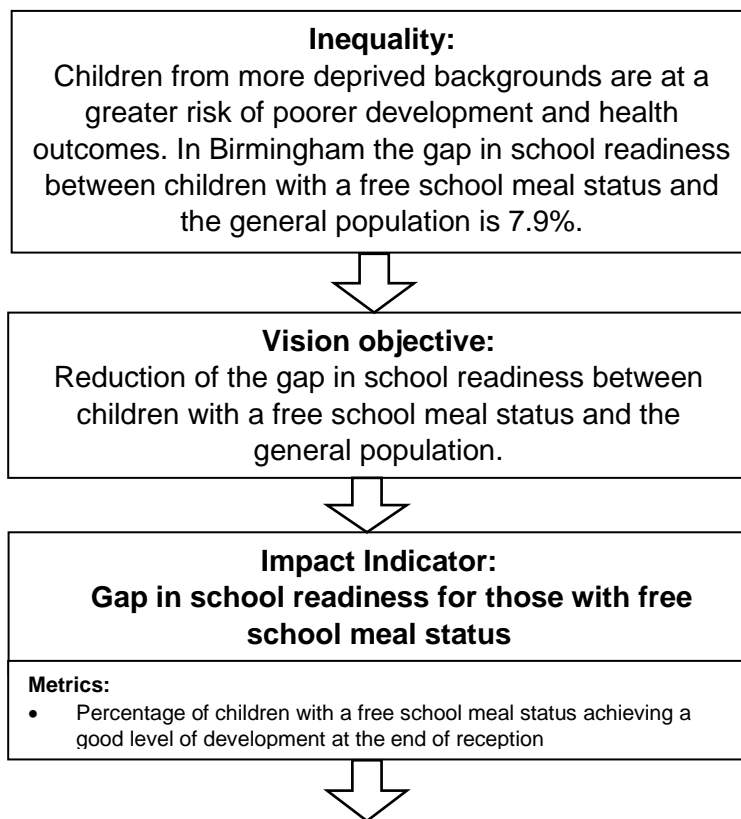 Inequality:
Children from more deprived backgrounds are at a
greater risk of poorer development and health
outcomes. In Birmingham the gap in school readiness
between children with a free school meal status and
the general population is 7.9%.
Vision objective:
Reduction of the gap in school readiness between
children with a free school meal status and the
general population.
Impact Indicator:
Gap in school readiness for those with free
school meal status
Metrics:
• Percentage of children with a free school meal status achieving a
good level of development at the end of reception